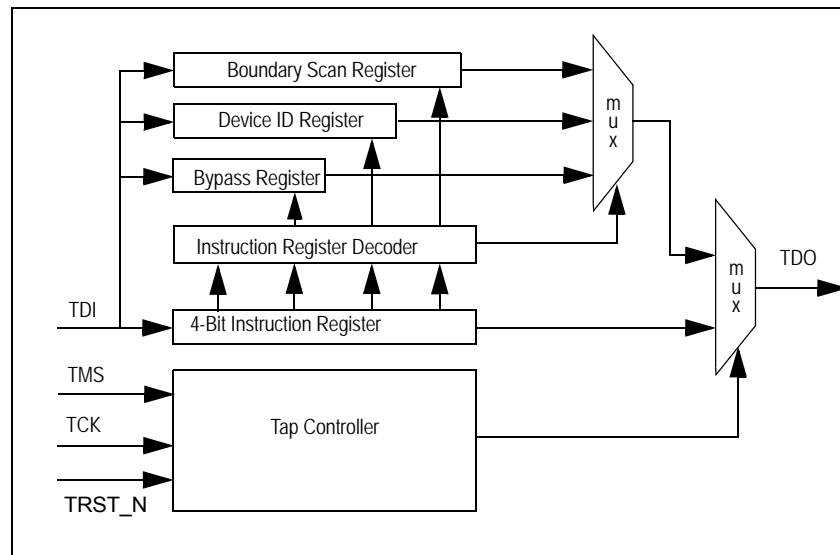 Boundary Scan Register
Device ID Register
Bypass Register
Instruction Register Decoder
4-Bit Instruction Register
Tap Controller
TDI
TMS
TCK
TRST_N
m
u
x
m
u
x
TDO